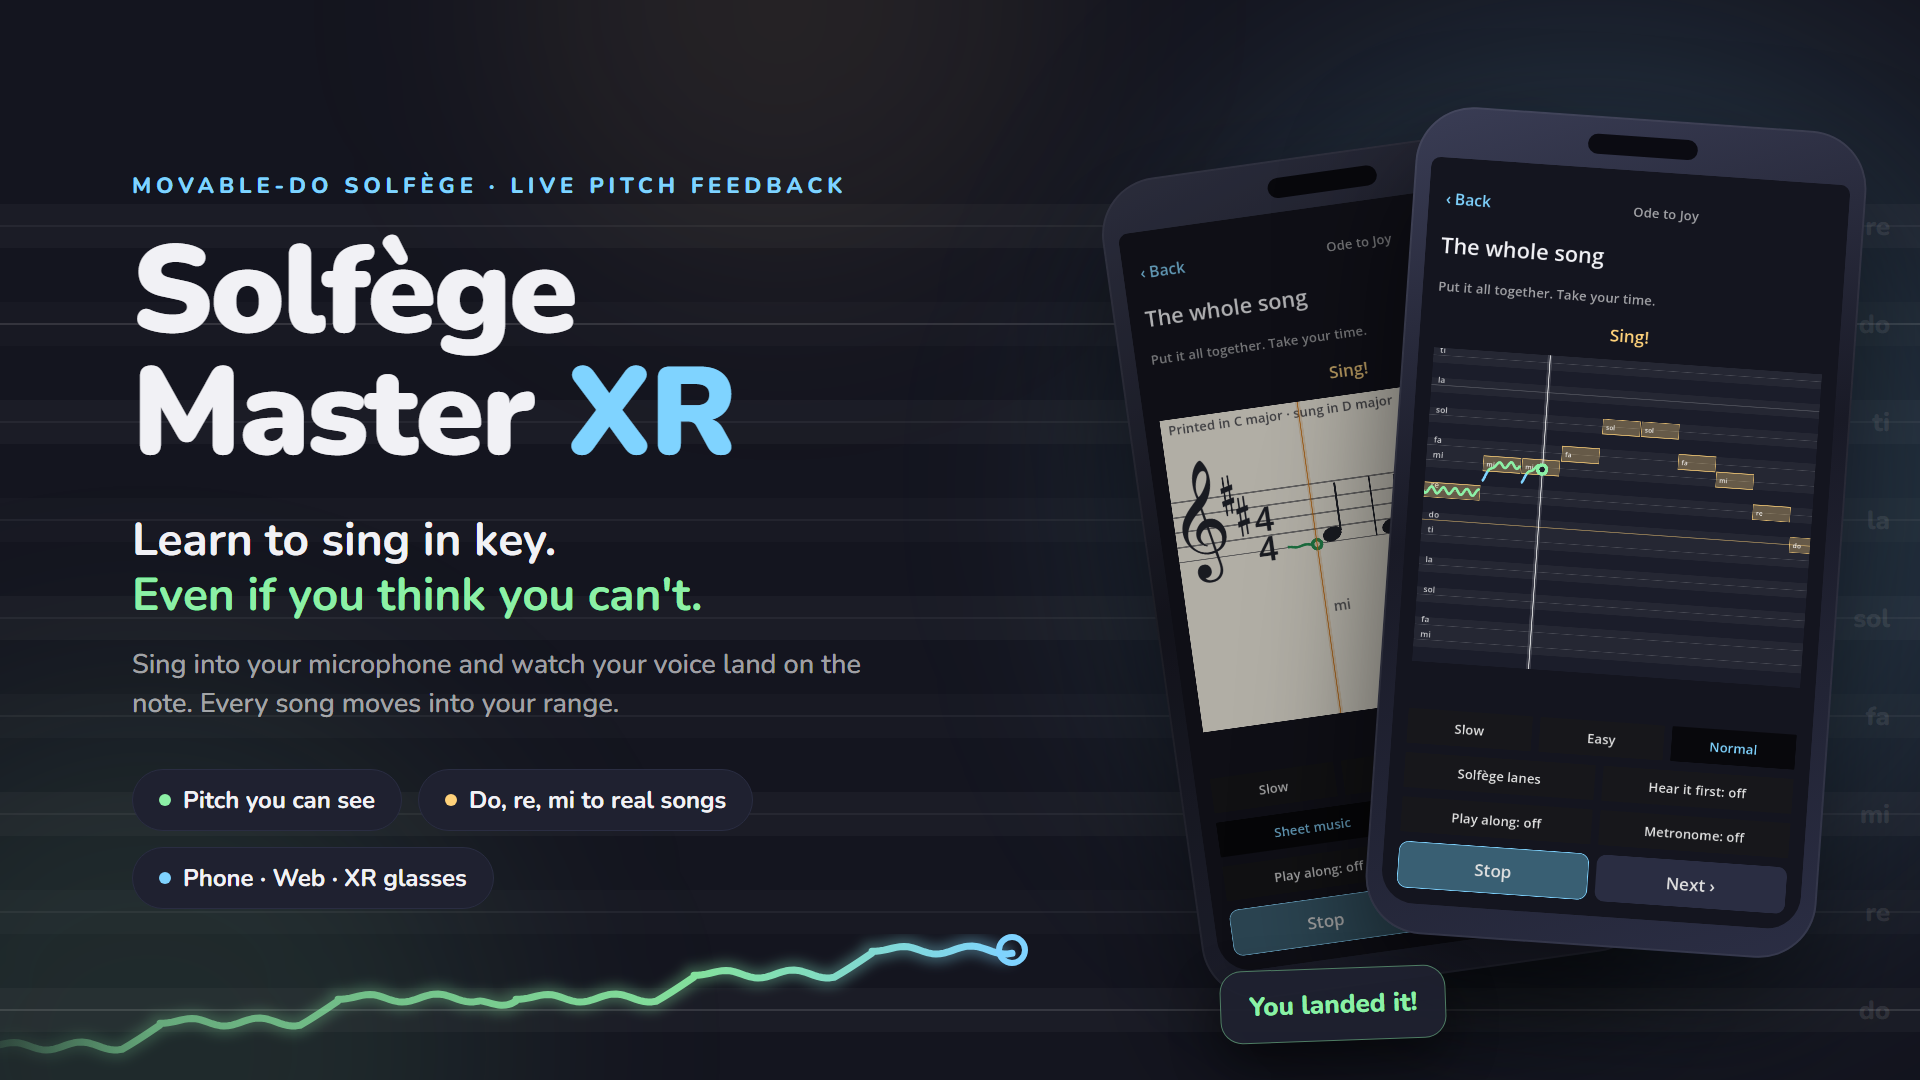 MOVABLE-DO SOLFÈGE · LIVE PITCH FEEDBACK
Solfège
Master XR
Learn to sing in key.
Even if you think you can't.
Sing into your microphone and watch your voice land on the
note. Every song moves into your range.
Pitch you can see
Do, re, mi to real songs
Phone · Web · XR glasses
‹ Back
Ode to Joy
The whole song
Put it all together. Take your time.
Sing!
Printed in C major · sung in D major
4
4
mi
Slow
Sheet music
Play along: off
Stop
‹ Back
Ode to Joy
The whole song
Put it all together. Take your time.
Sing!
ti
la
sol
fa
mi
do
ti
la
sol
fa
mi
sol
sol
fa
fa
mi
re
do
Slow
Easy
Normal
Solfège lanes
Hear it first: off
Play along: off
Metronome: off
Stop
Next ›
You landed it!
re
do
ti
la
sol
fa
mi
re
do